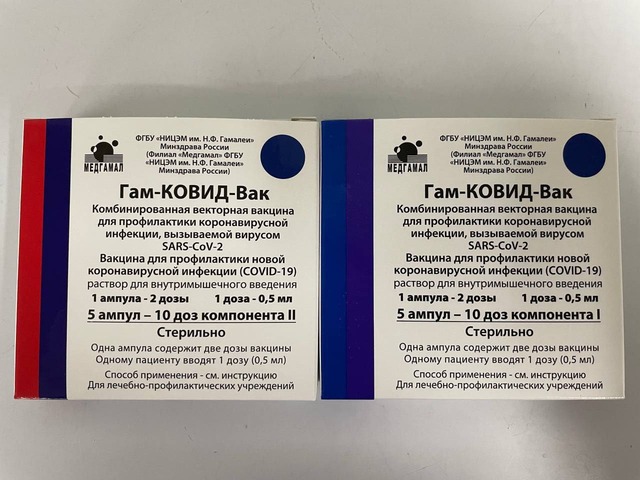 ФГБУ «НИЦЭМ им. Н.Ф. Гамалеи»
Минздрава России
(Филиал «Медгамал» ФГБУ
«НИЦЭМ им. Н.Ф. Гамалеи»
Минздрава России)
МЕДГАМАЛ
Гам-КОВИД-Вак
Комбинированная векторная вакцина
для профилактики коронавирусной
инфекции, вызываемой вирусом
SARS-CoV-2
Вакцина для профилактики новой
коронавирусной инфекции (COVID-19)
раствор для внутримышечного введения
1 ампула - 2 дозы 1 доза - 0,5 мл
5 ампул – 10 доз компонента II
Стерильно
Одна ампула содержит две дозы вакцины
Одному пациенту вводят 1 дозу (0,5 мл)
Способ применения - см. инструкцию
Для лечебно-профилактических учреждений
ФГБУ «НИЦЭМ им. Н.Ф. Гамалеи»
Минздрава России
(Филиал «Медгамал» ФГБУ
«НИЦЭМ им. Н.Ф. Гамалеи»
Минздрава России)
МЕДГАМАЛ
Гам-КОВИД-Вак
Комбинированная векторная вакцина
для профилактики коронавирусной
инфекции, вызываемой вирусом
SARS-CoV-2
Вакцина для профилактики новой
коронавирусной инфекции (COVID-19)
раствор для внутримышечного введения
1 ампула - 2 дозы 1 доза - 0,5 мл
5 ампул – 10 доз компонента I
Стерильно
Одна ампула содержит две дозы вакцины
Одному пациенту вводят 1 дозу (0,5 мл)
Способ применения - см. инструкцию
Для лечебно-профилактических учреждений